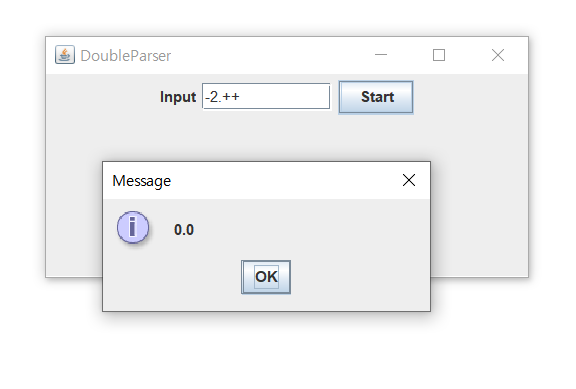 DoubleParser
Input -2.++ Start
Message
i 0.0
OK